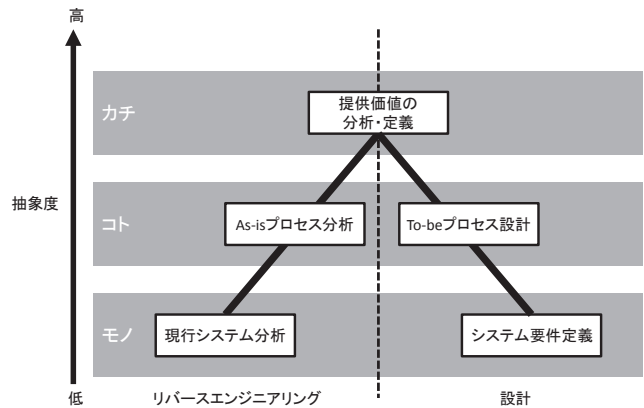 高
カチ
提供価値の
分析・定義
抽象度
コト
As-isプロセス分析
To-beプロセス設計
モノ
現行システム分析
システム要件定義
低
リバースエンジニアリング
設計